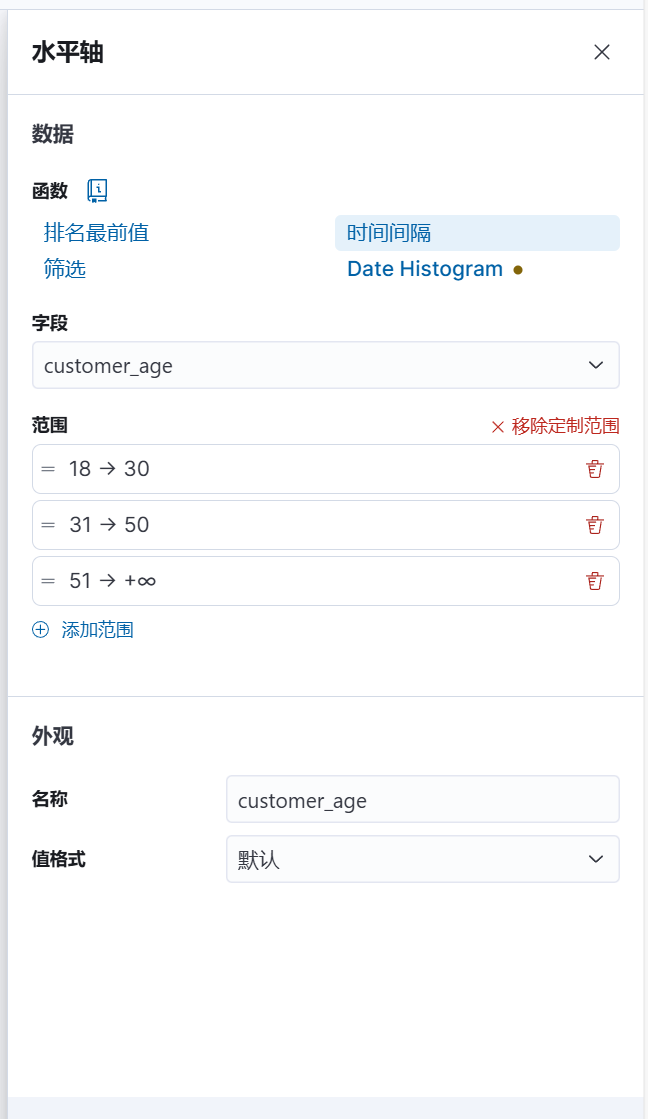 水平轴
数据
函数
排名最前值 时间间隔
筛选 Date Histogram
字段
customer_age
范围 移除定制范围
18 → 30
31 → 50
51 → +∞
添加范围
外观
名称 customer_age
值格式 默认